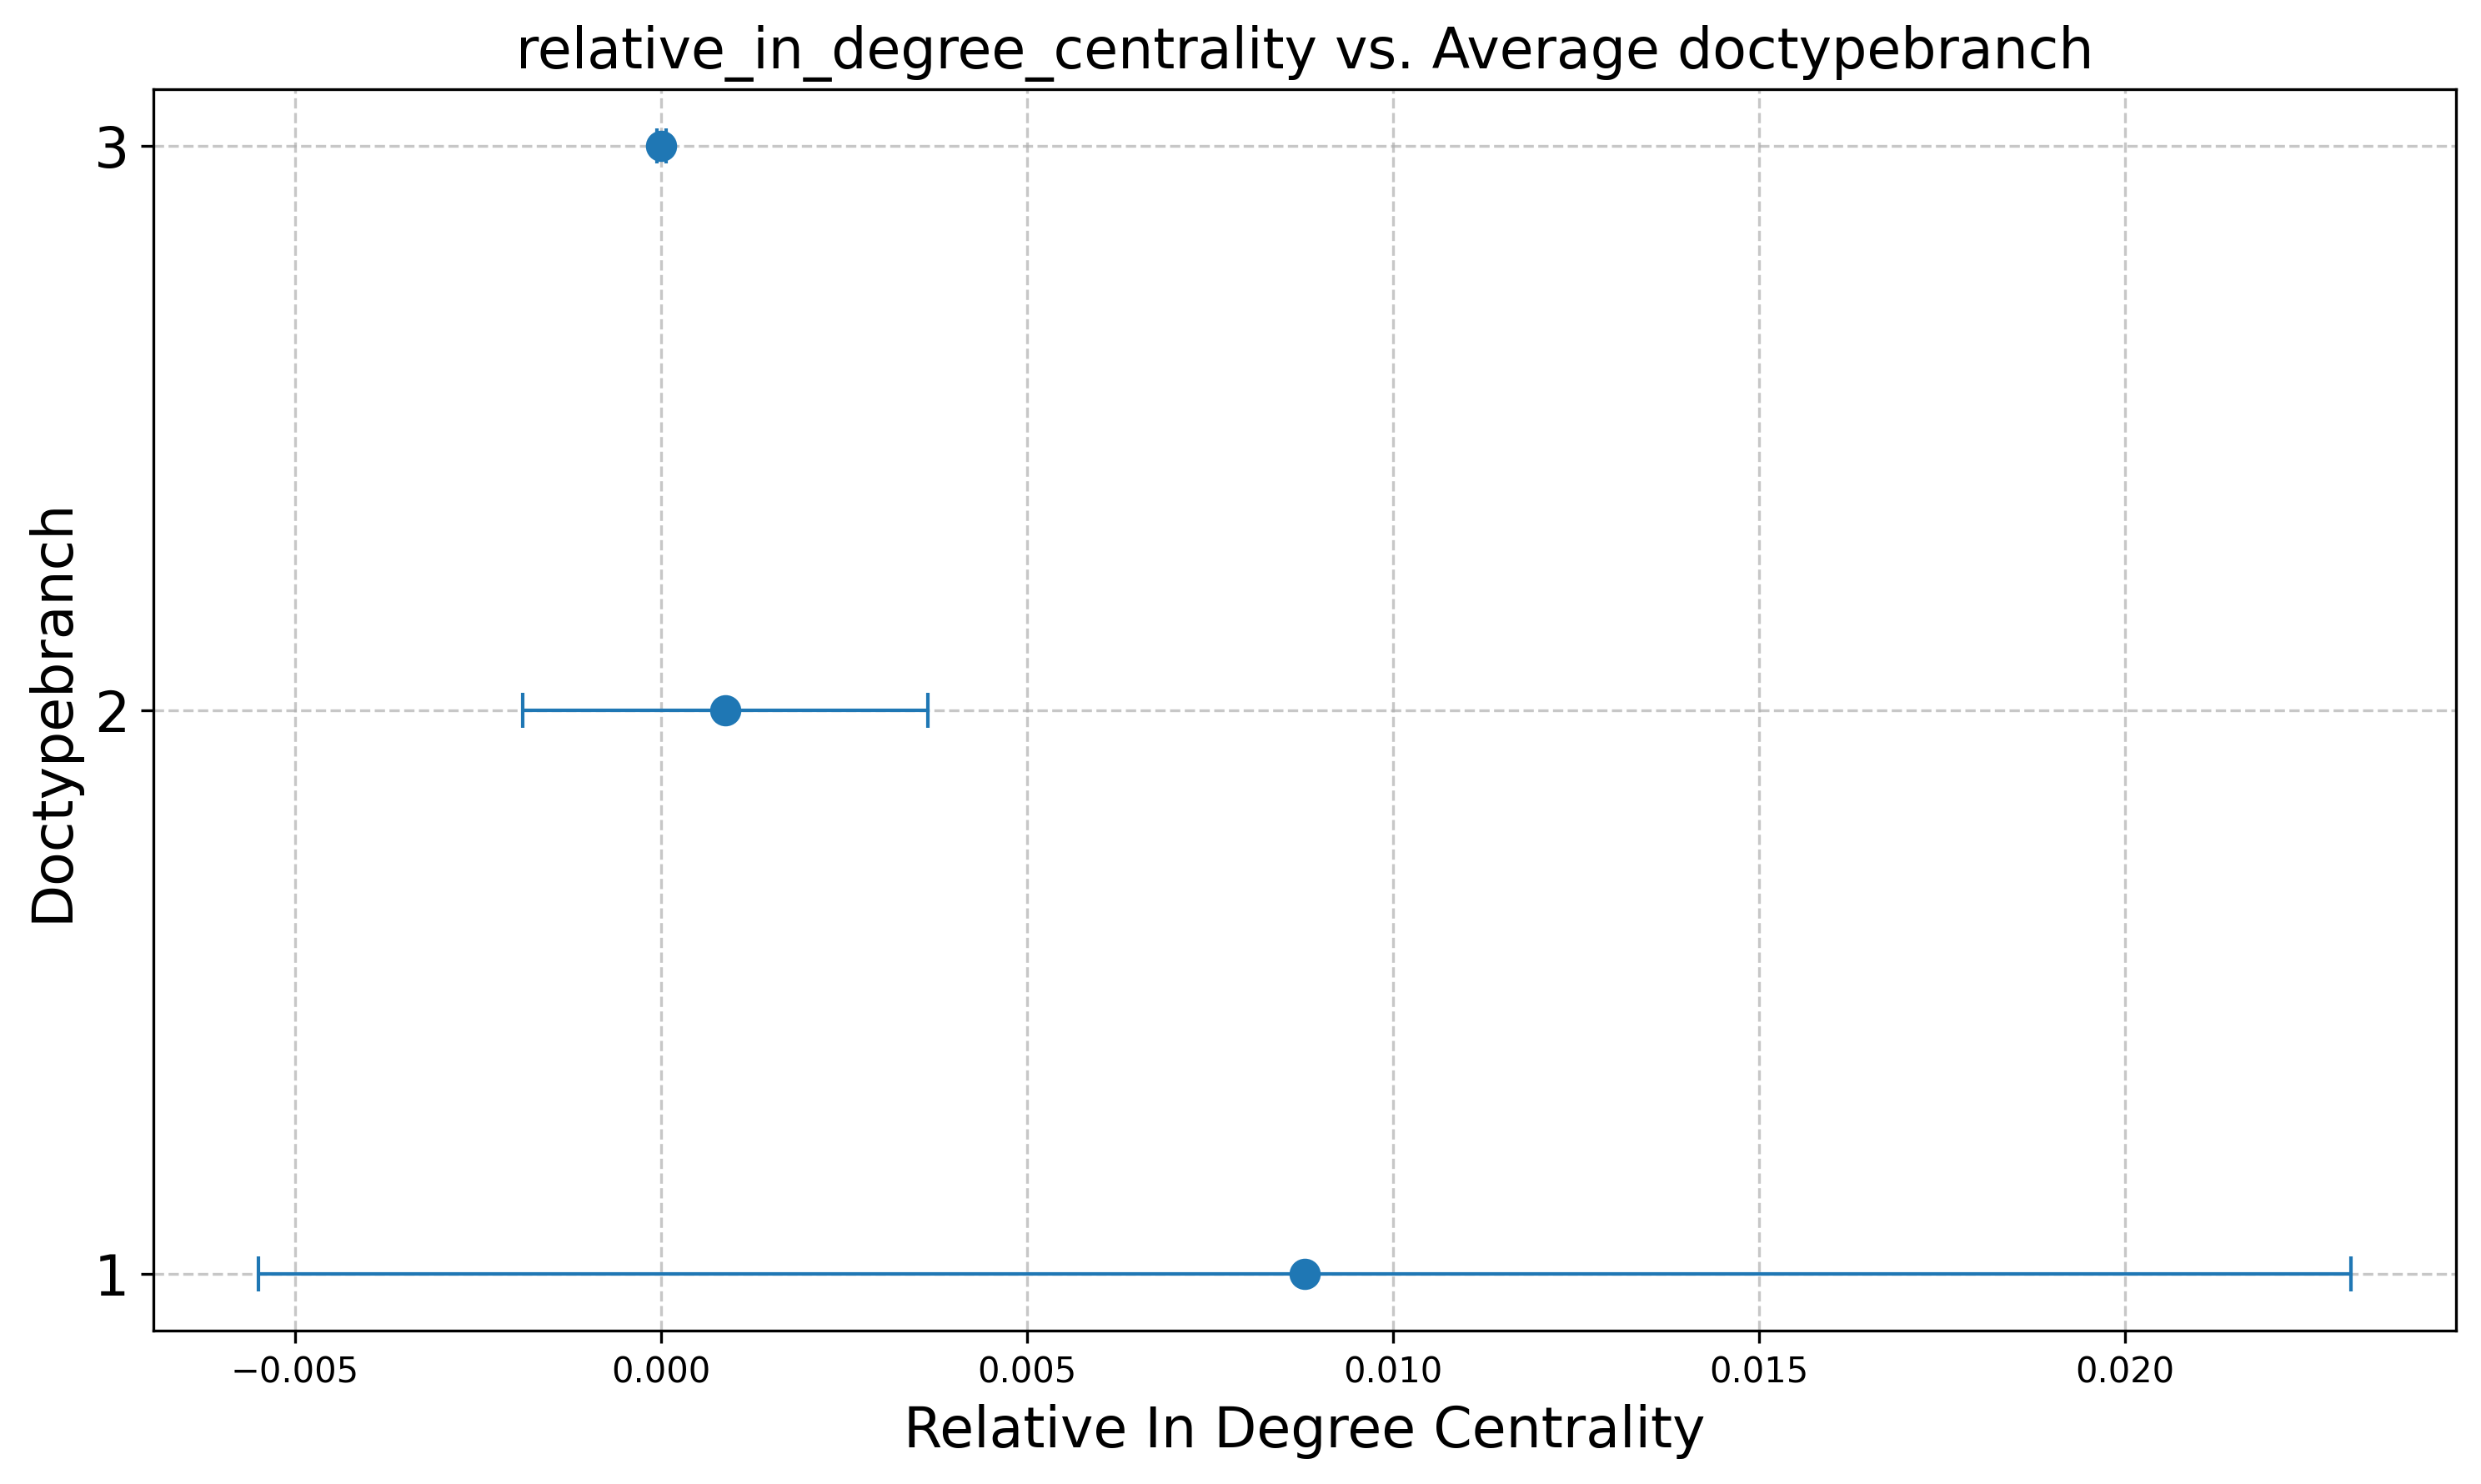 relative_in_degree_centrality vs. Average doctypebranch
3
2
1
Doctypebranch
−0.005 0.000 0.005 0.010 0.015 0.020
Relative In Degree Centrality